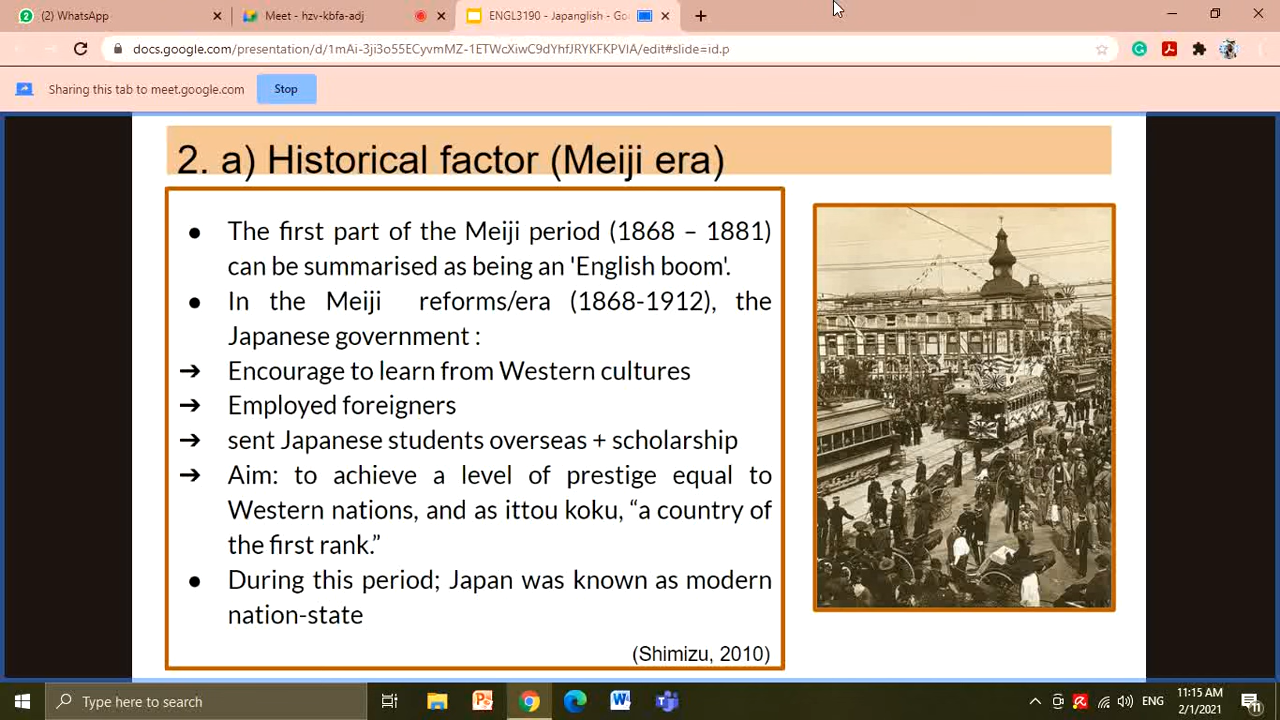 (2) WhatsApp
Meet - hzv-kbfa-adj
ENGL3190 - Japanglish - Go
docs.google.com/presentation/d/1mAi-3ji3o55ECyvmMZ-1ETWcXiwC9dYhfJRYKFKPVIA/edit#slide=id.p
Sharing this tab to meet.google.com
Stop
2. a) Historical factor (Meiji era)
● The first part of the Meiji period (1868 – 1881)
can be summarised as being an 'English boom'.
● In the Meiji reforms/era (1868-1912), the
Japanese government :
➔ Encourage to learn from Western cultures
➔ Employed foreigners
➔ sent Japanese students overseas + scholarship
➔ Aim: to achieve a level of prestige equal to
Western nations, and as ittou koku, “a country of
the first rank.”
● During this period; Japan was known as modern
nation-state
(Shimizu, 2010)
Type here to search
ENG
11:15 AM
2/1/2021
11